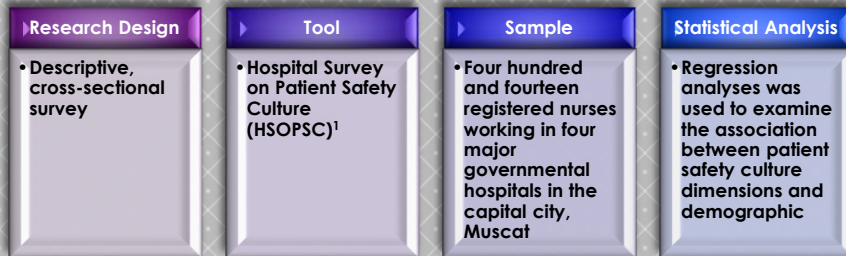 Research Design
• Descriptive,
cross-sectional
survey
Tool
• Hospital Survey
on Patient Safety
Culture
(HSOPSC)1
Sample
• Four hundred
and fourteen
registered nurses
working in four
major
governmental
hospitals in the
capital city,
Muscat
Statistical Analysis
• Regression
analyses was
used to examine
the association
between patient
safety culture
dimensions and
demographic